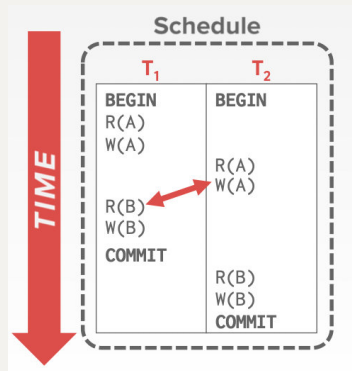 Schedule
TIME
T₁ T₂
BEGIN BEGIN
R(A)
W(A)
R(A)
W(A)
R(B)
W(B)
COMMIT
R(B)
W(B)
COMMIT